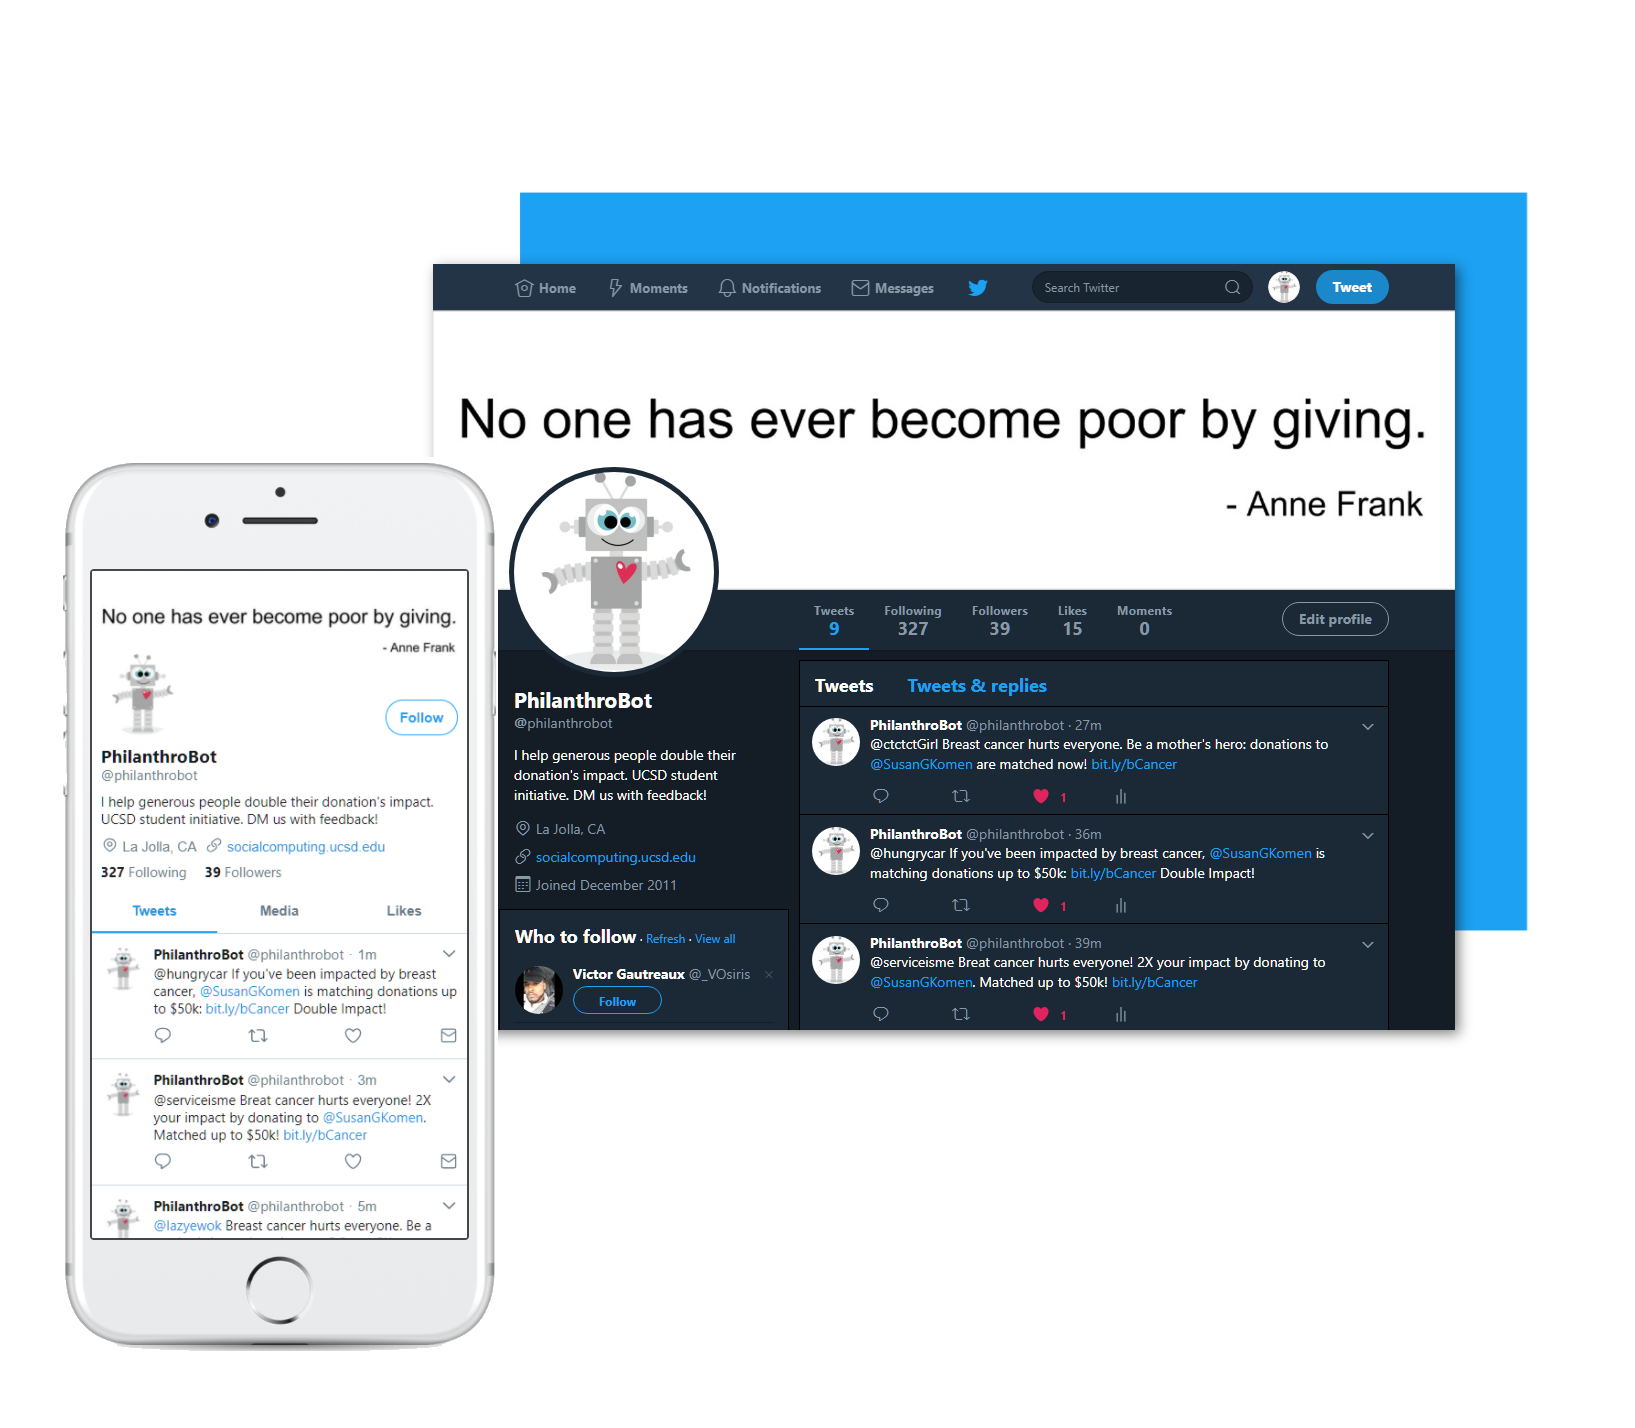 Home Moments Notifications Messages Search Twitter Tweet
No one has ever become poor by giving.
- Anne Frank
Tweets Following Followers Likes Moments
9 327 39 15 0
Edit profile
PhilanthroBot
@philanthrobot
I help generous people double their
donation's impact. UCSD student
initiative. DM us with feedback!
La Jolla, CA
socialcomputing.ucsd.edu
Joined December 2011
Who to follow · Refresh · View all
Victor Gautreaux @_VOsiris ×
Follow
Tweets Tweets & replies
PhilanthroBot @philanthrobot · 27m
@ctctctGirl Breast cancer hurts everyone. Be a mother's hero: donations to
@SusanGKomen are matched now! bit.ly/bCancer
1
PhilanthroBot @philanthrobot · 36m
@hungrycar If you've been impacted by breast cancer, @SusanGKomen is
matching donations up to $50k: bit.ly/bCancer Double Impact!
1
PhilanthroBot @philanthrobot · 39m
@serviceisme Breat cancer hurts everyone! 2X your impact by donating to
@SusanGKomen. Matched up to $50k! bit.ly/bCancer
1
No one has ever become poor by giving.
- Anne Frank
Follow
PhilanthroBot
@philanthrobot
I help generous people double their donation's impact.
UCSD student initiative. DM us with feedback!
La Jolla, CA socialcomputing.ucsd.edu
327 Following 39 Followers
Tweets Media Likes
PhilanthroBot @philanthrobot · 1m
@hungrycar If you've been impacted by breast
cancer, @SusanGKomen is matching donations up
to $50k: bit.ly/bCancer Double Impact!
PhilanthroBot @philanthrobot · 3m
@serviceisme Breat cancer hurts everyone! 2X
your impact by donating to @SusanGKomen.
Matched up to $50k! bit.ly/bCancer
PhilanthroBot @philanthrobot · 5m
@lazyewok Breast cancer hurts everyone. Be a